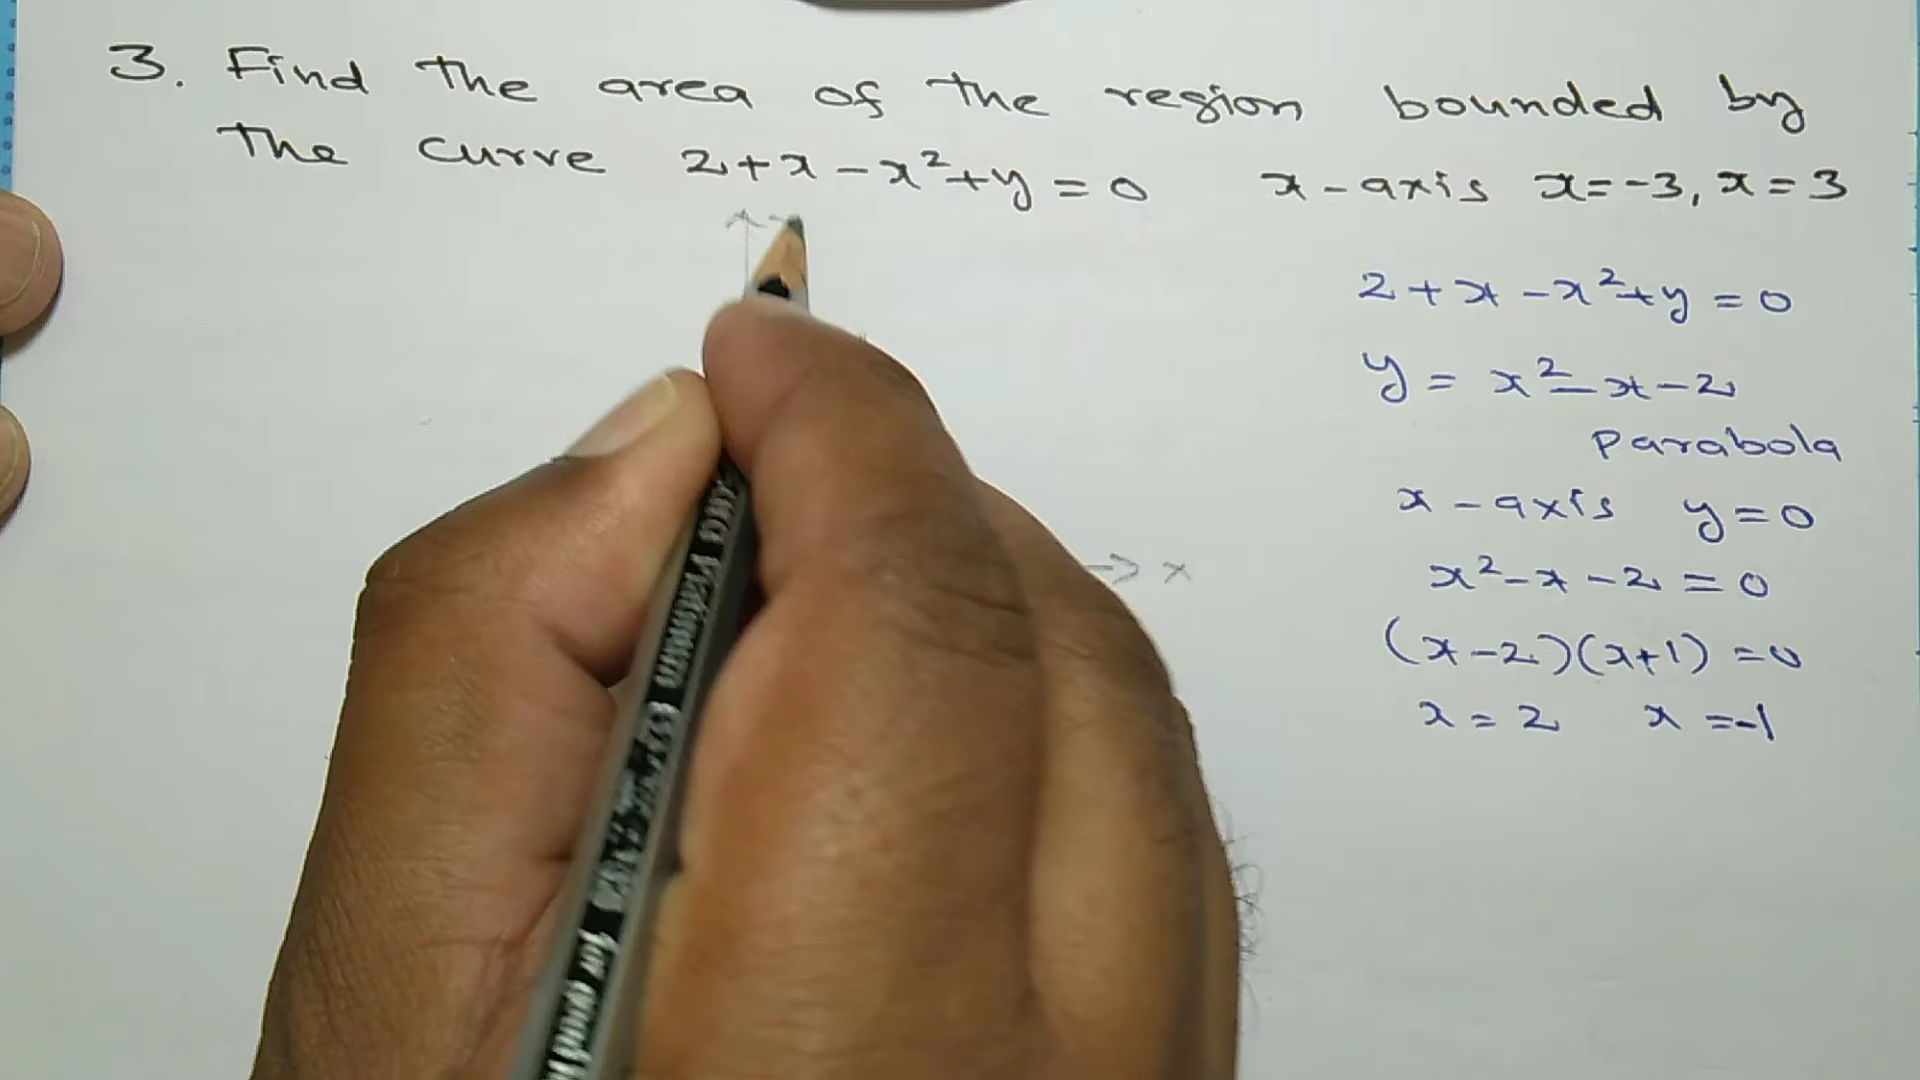 3. Find the area of the region bounded by
the curve 2+x-x²+y=0 x-axis x=-3, x=3
2+x-x²+y=0
y=x²-x-2
parabola
x-axis y=0
x²-x-2=0
(x-2)(x+1)=0
x=2 x=-1
x